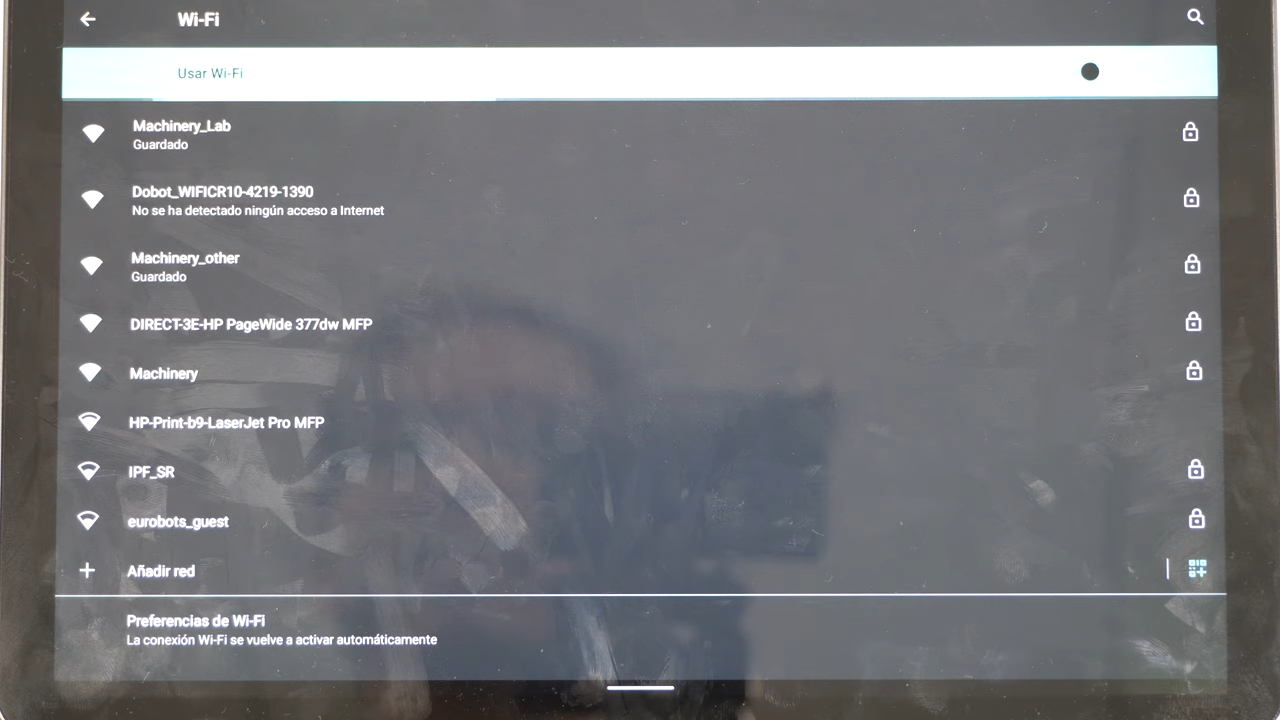 Wi-Fi
Usar Wi-Fi
Machinery_Lab
Guardado
Dobot_WIFICR10-4219-1390
No se ha detectado ningún acceso a Internet
Machinery_other
Guardado
DIRECT-3E-HP PageWide 377dw MFP
Machinery
HP-Print-b9-LaserJet Pro MFP
IPF_SR
eurobots_guest
Añadir red
Preferencias de Wi-Fi
La conexión Wi-Fi se vuelve a activar automáticamente